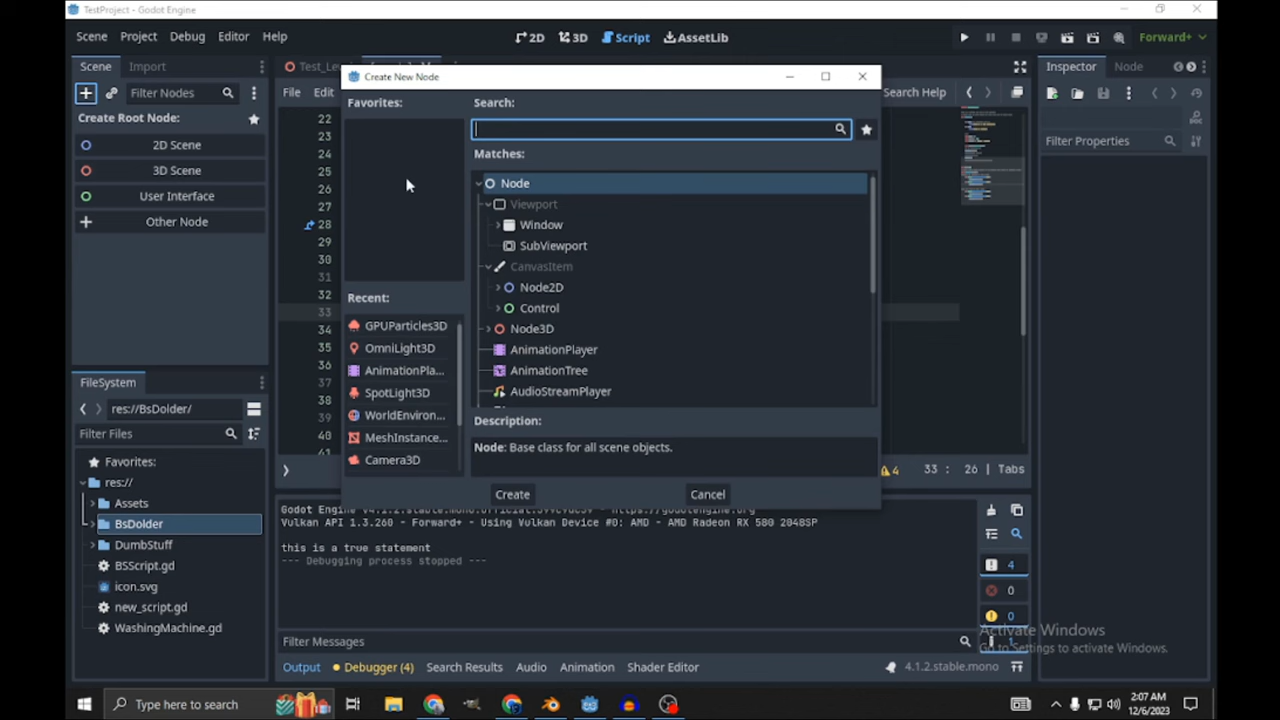 TestProject - Godot Engine
Scene Project Debug Editor Help
2D 3D Script AssetLib
Forward+
Scene Import
Filter Nodes
Create Root Node:
2D Scene
3D Scene
User Interface
Other Node
FileSystem
res://BsDolder/
Filter Files
Favorites:
res://
Assets
BsDolder
DumbStuff
BSScript.gd
icon.svg
new_script.gd
WashingMachine.gd
File Edit
Search Help
22
23
24
25
26
27
28
29
30
31
32
33
34
35
36
37
38
39
40
41
Create New Node
Favorites:
Recent:
GPUParticles3D
OmniLight3D
AnimationPla...
SpotLight3D
WorldEnviron...
MeshInstance...
Camera3D
Search:
Matches:
Node
Viewport
Window
SubViewport
CanvasItem
Node2D
Control
Node3D
AnimationPlayer
AnimationTree
AudioStreamPlayer
Description:
Node: Base class for all scene objects.
Create Cancel
4 33 : 26 | Tabs
Vulkan API 1.3.260 - Forward+ - Using Vulkan Device #0: AMD - AMD Radeon RX 580 2048SP
this is a true statement
--- Debugging process stopped ---
4
0
0
Filter Messages
Output Debugger (4) Search Results Audio Animation Shader Editor
4.1.2.stable.mono
Inspector Node
Filter Properties
Activate Windows
Go to Settings to activate Windows.
Type here to search
2:07 AM
12/6/2023